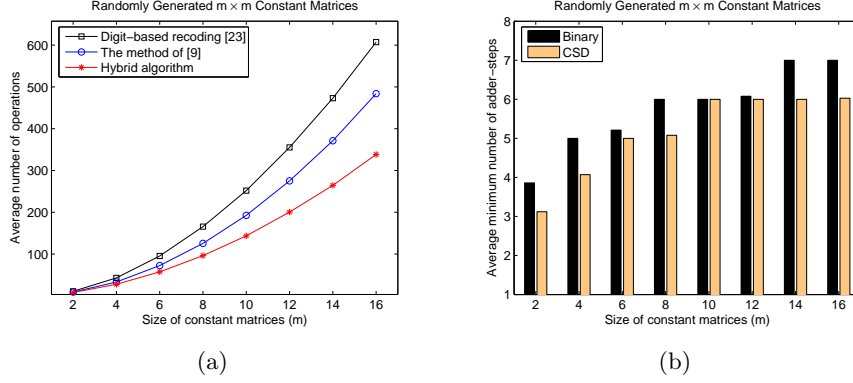 Randomly Generated m × m Constant Matrices
Digit−based recoding [23]
The method of [9]
Hybrid algorithm
Average number of operations
600
500
400
300
200
100
2 4 6 8 10 12 14 16
Size of constant matrices (m)
(a)
Randomly Generated m × m Constant Matrices
Binary
CSD
Average minimum number of adder−steps
8
7
6
5
4
3
2
1
2 4 6 8 10 12 14 16
Size of constant matrices (m)
(b)